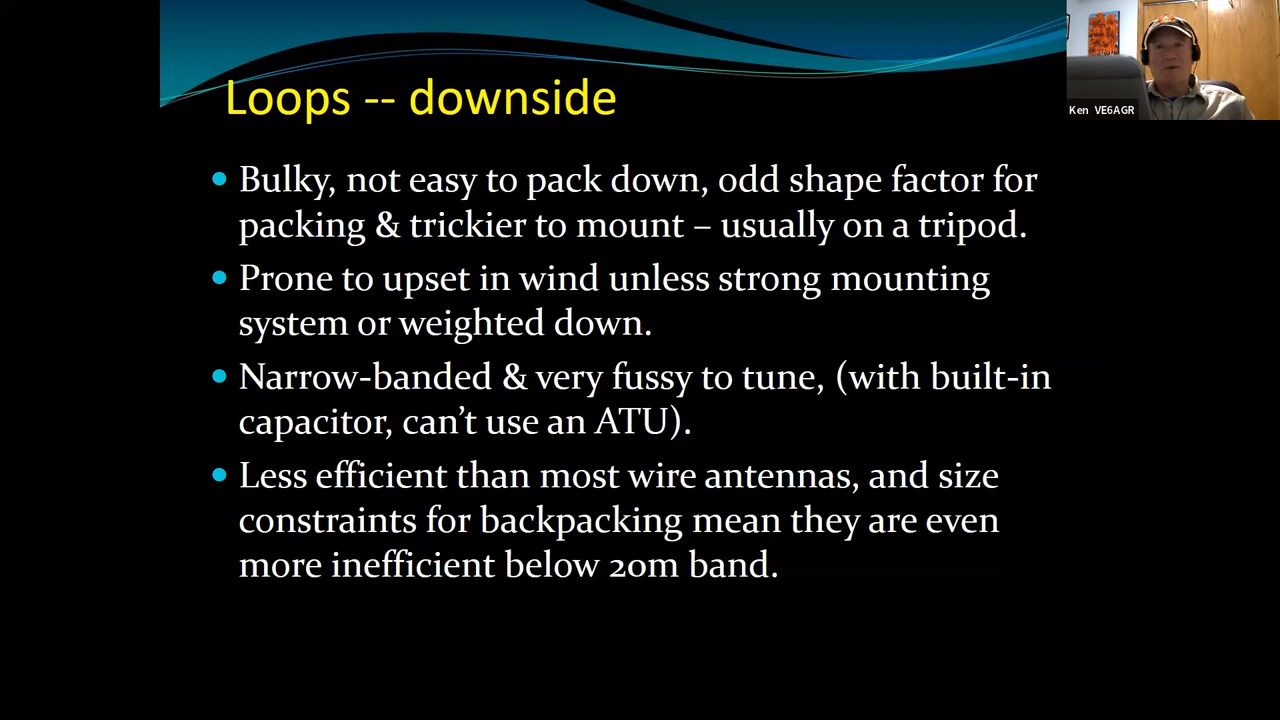 Loops -- downside
Ken VE6AGR
• Bulky, not easy to pack down, odd shape factor for
packing & trickier to mount – usually on a tripod.
• Prone to upset in wind unless strong mounting
system or weighted down.
• Narrow-banded & very fussy to tune, (with built-in
capacitor, can’t use an ATU).
• Less efficient than most wire antennas, and size
constraints for backpacking mean they are even
more inefficient below 20m band.